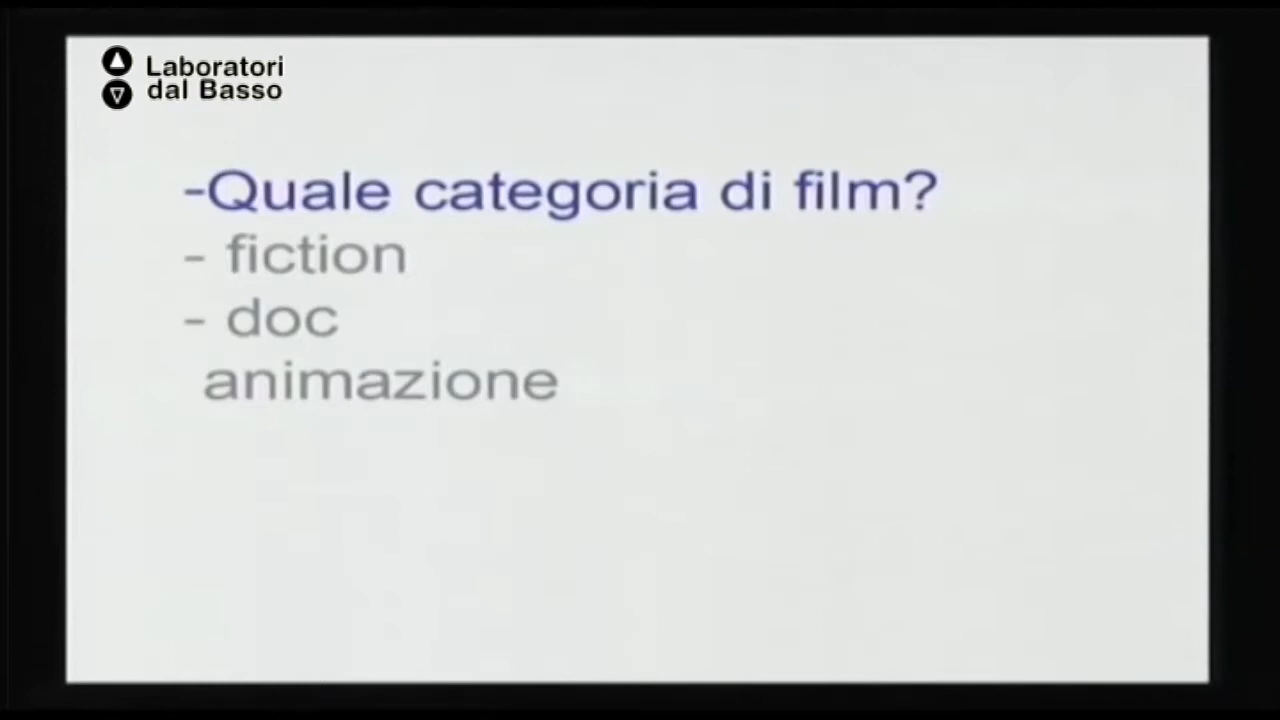 Laboratori
dal Basso
-Quale categoria di film?
- fiction
- doc
animazione